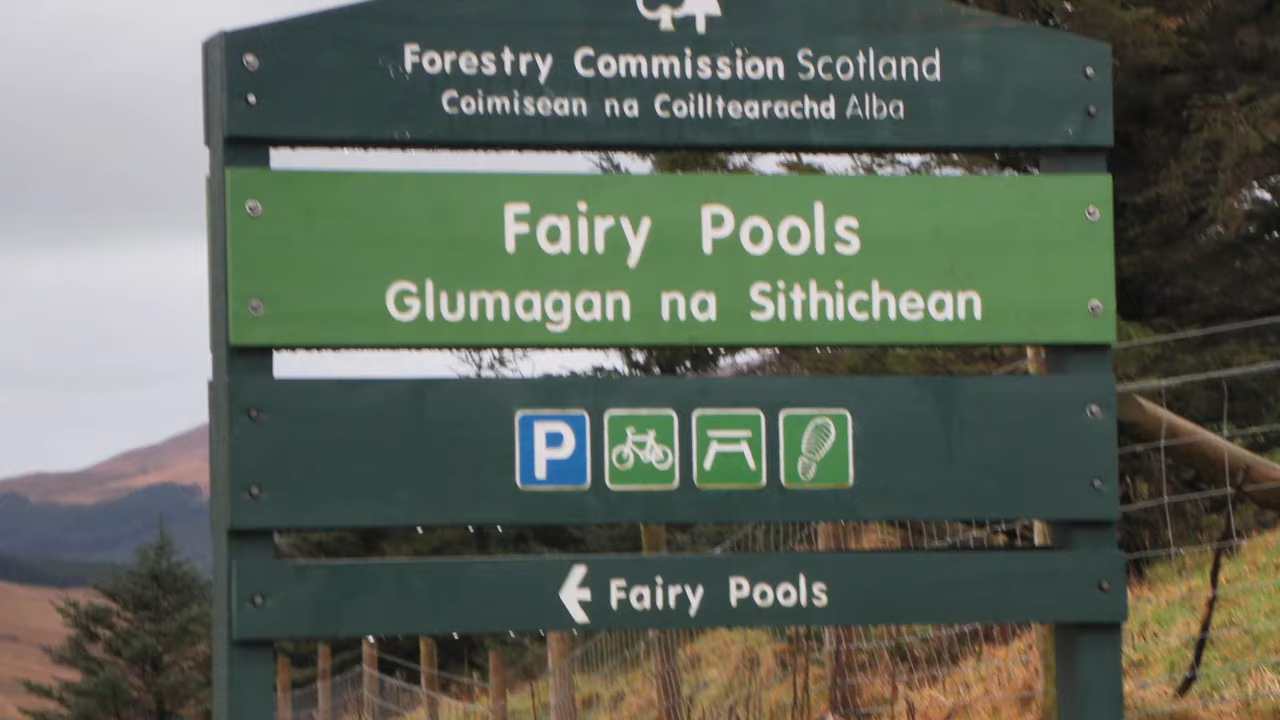 Forestry Commission Scotland
Coimisean na Coilltearachd Alba
Fairy Pools
Glumagan na Sithichean
P
Fairy Pools